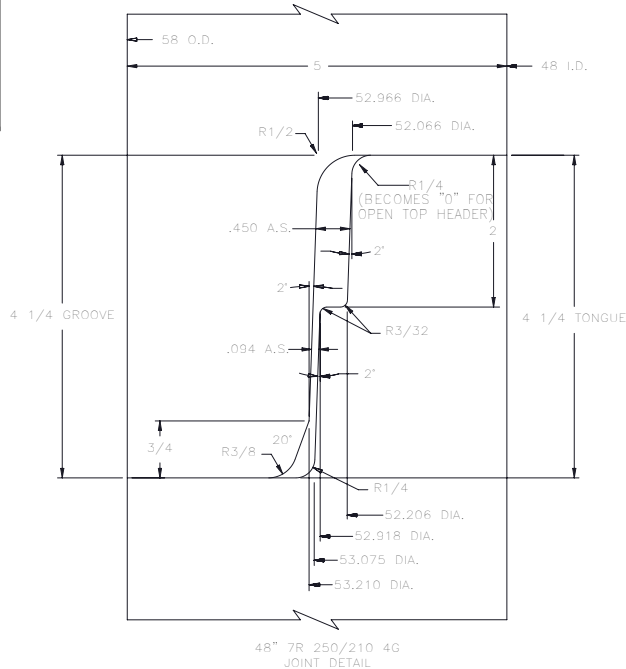 58 O.D.
5
48 I.D.
52.966 DIA.
R1/2
52.066 DIA.
R1/4
(BECOMES "0" FOR
OPEN TOP HEADER)
2
.450 A.S.
2°
2°
4 1/4 GROOVE
4 1/4 TONGUE
R3/32
.094 A.S.
2°
3/4
20°
R3/8
R1/4
52.206 DIA.
52.918 DIA.
53.075 DIA.
53.210 DIA.
48" 7R 250/210 4G
JOINT DETAIL